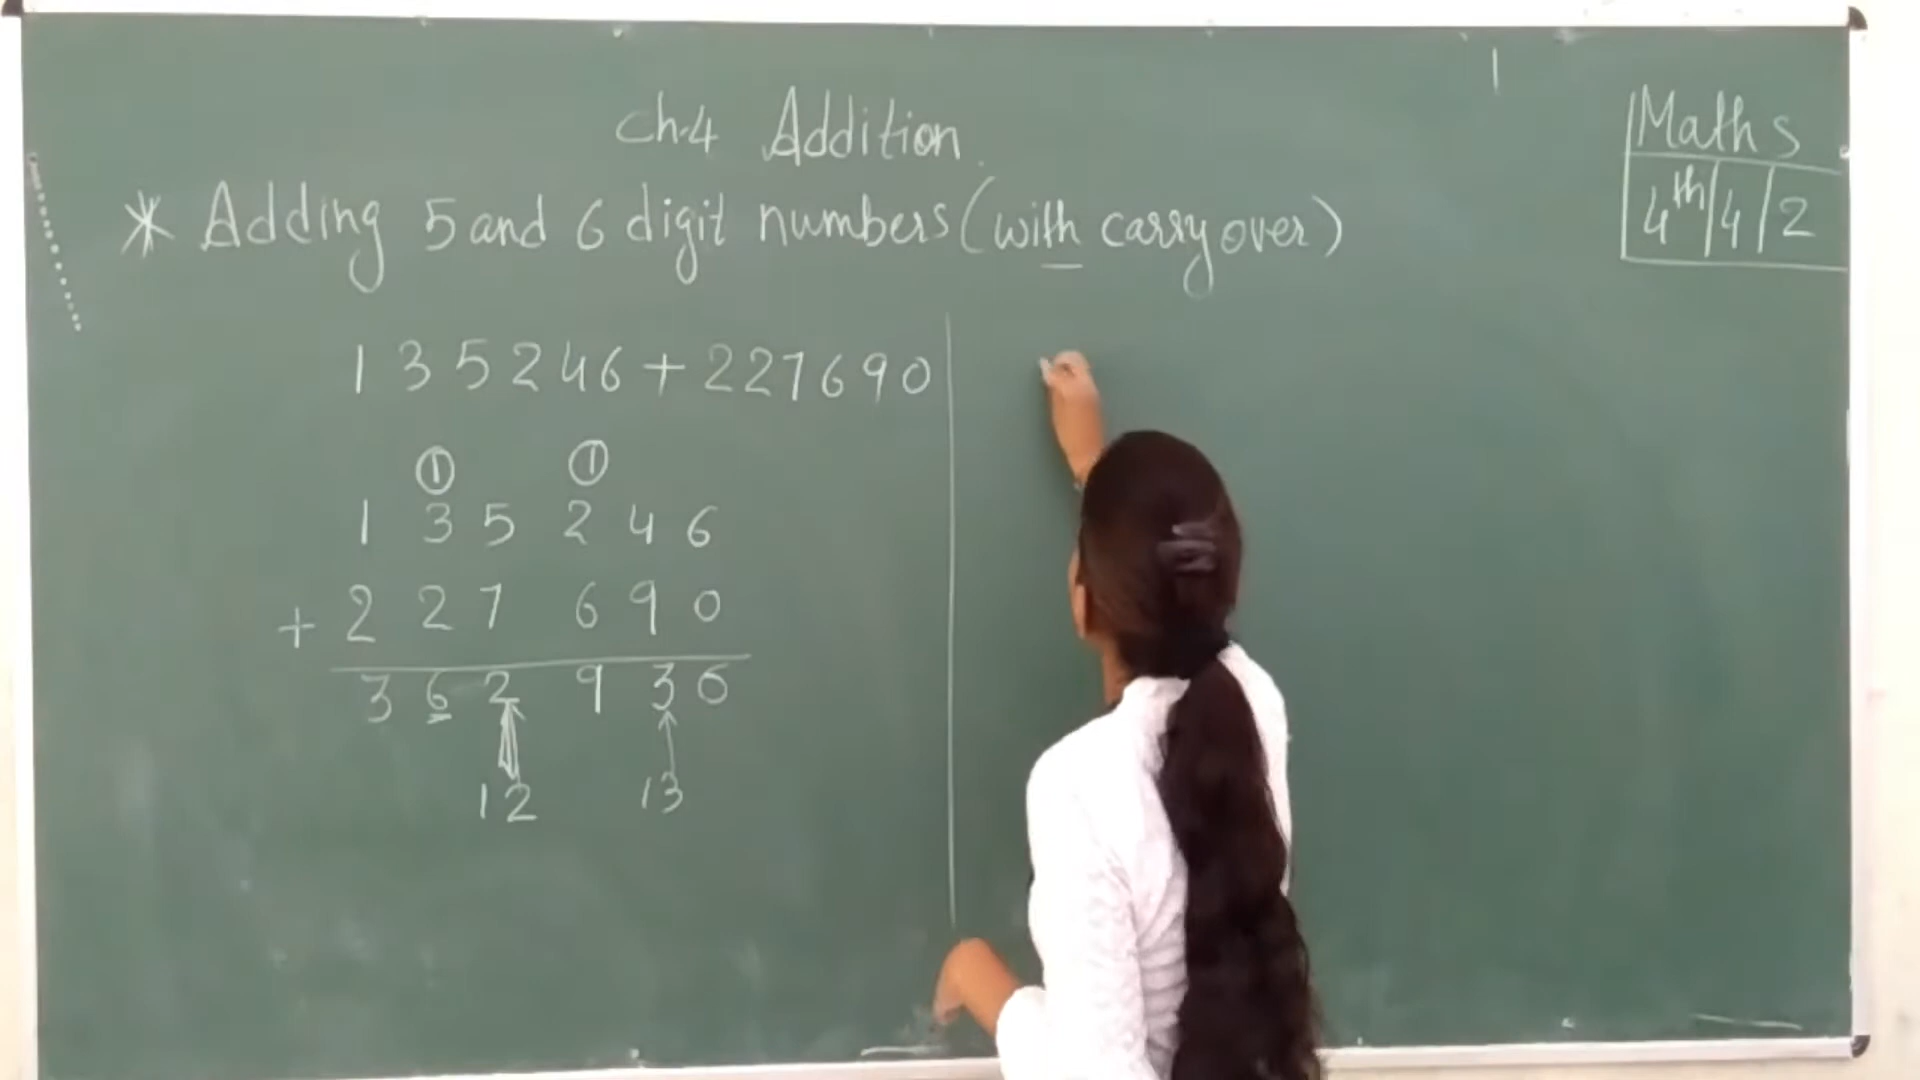 Ch.4 Addition.
Maths
4th/4/2
* Adding 5 and 6 digit numbers (with carry over)
135246+227690
① ①
1 3 5 2 4 6
+ 2 2 7 6 9 0
3 6 2 9 3 6
12 13